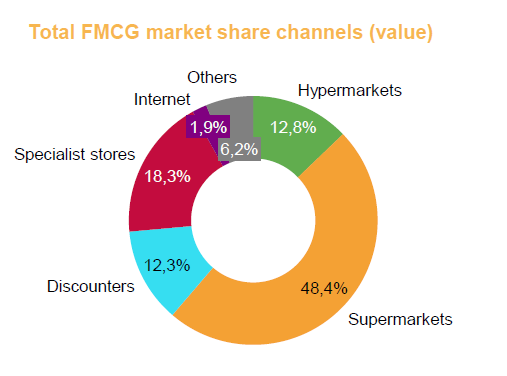 Total FMCG market share channels (value)
Others
Internet
Hypermarkets
1,9%
12,8%
6,2%
Specialist stores
18,3%
12,3%
Discounters
48,4%
Supermarkets